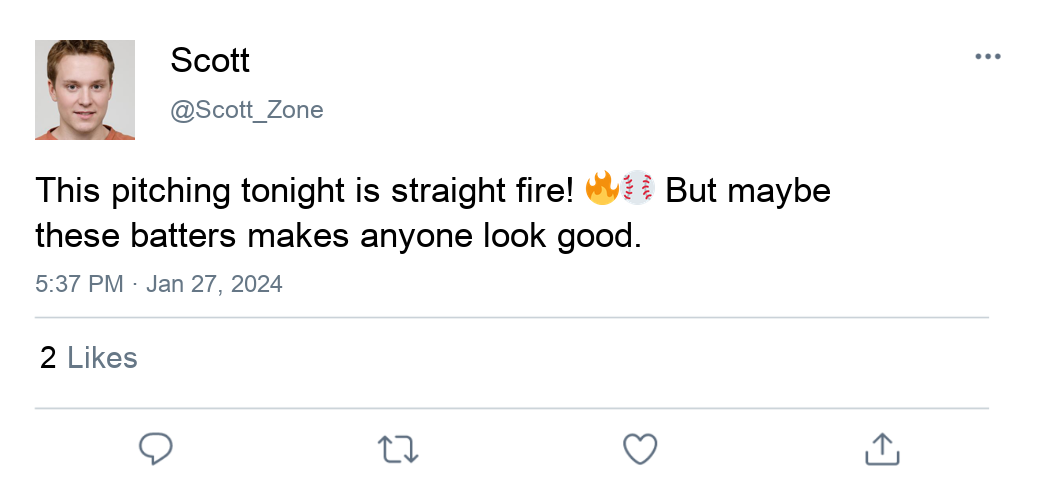 Scott
@Scott_Zone
This pitching tonight is straight fire! 🔥⚾ But maybe
these batters makes anyone look good.
5:37 PM · Jan 27, 2024
2 Likes